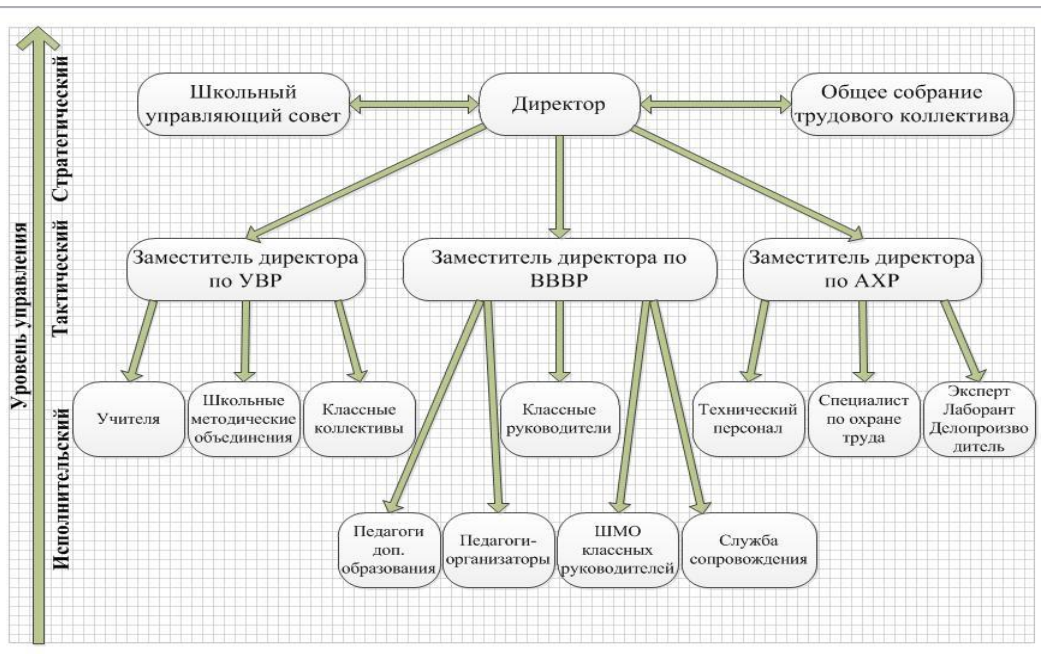 Уровень управления
Стратегический
Тактический
Исполнительский
Школьный
управляющий совет
Директор
Общее собрание
трудового коллектива
Заместитель директора
по УВР
Заместитель директора по
ВВВР
Заместитель директора
по АХР
Учителя
Школьные
методические
объединения
Классные
коллективы
Классные
руководители
Технический
персонал
Специалист
по охране
труда
Эксперт
Лаборант
Делопроизво
дитель
Педагоги
доп.
образования
Педагоги-
организаторы
ШМО
классных
руководителей
Служба
сопровождения